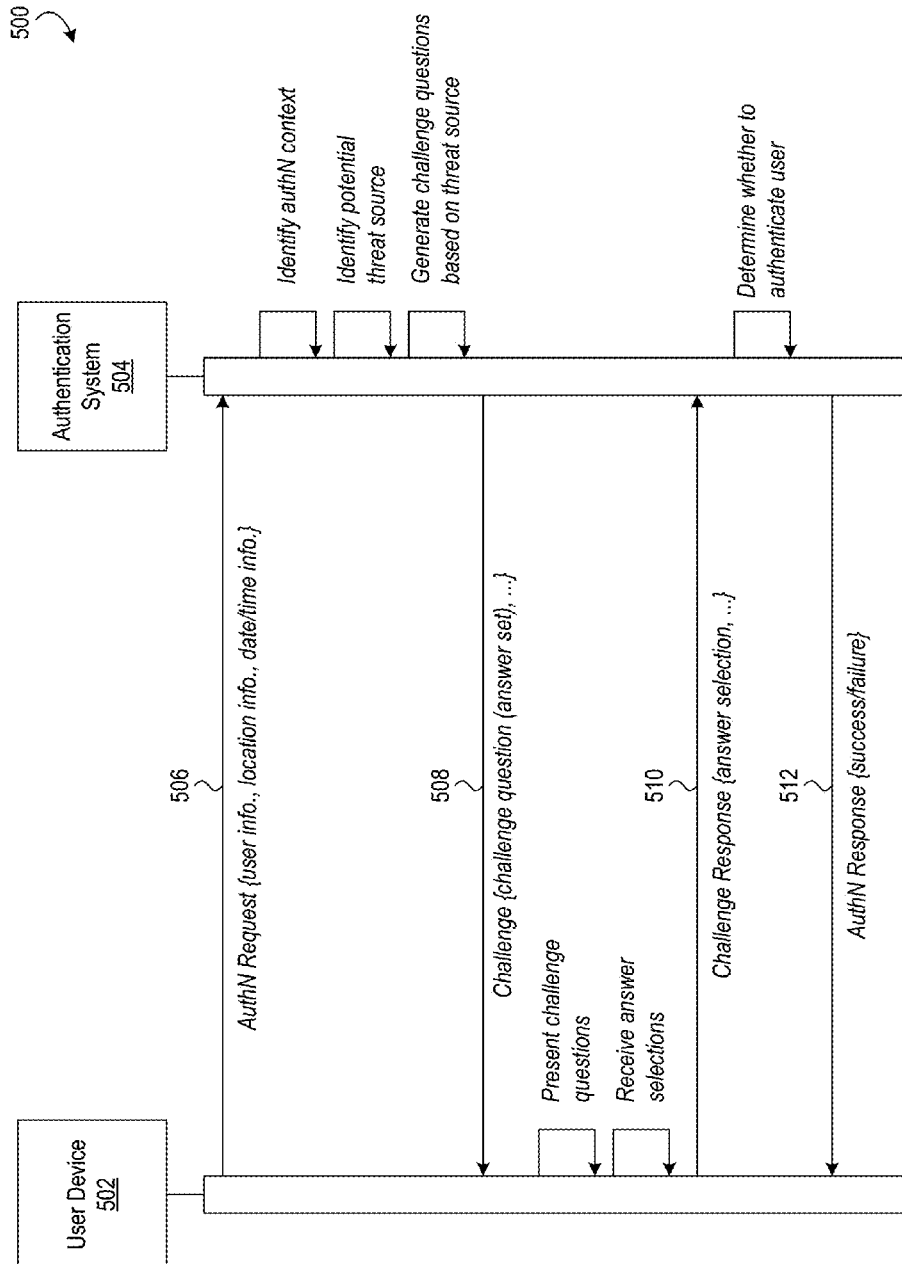 500
User Device
502
Authentication
System
504
506
AuthN Request {user info., location info., date/time info.}
Identify authN context
Identify potential
threat source
Generate challenge questions
based on threat source
508
Challenge {challenge question (answer set), ...}
Present challenge
questions
Receive answer
selections
510
Challenge Response {answer selection, ...}
Determine whether to
authenticate user
512
AuthN Response {success/failure}